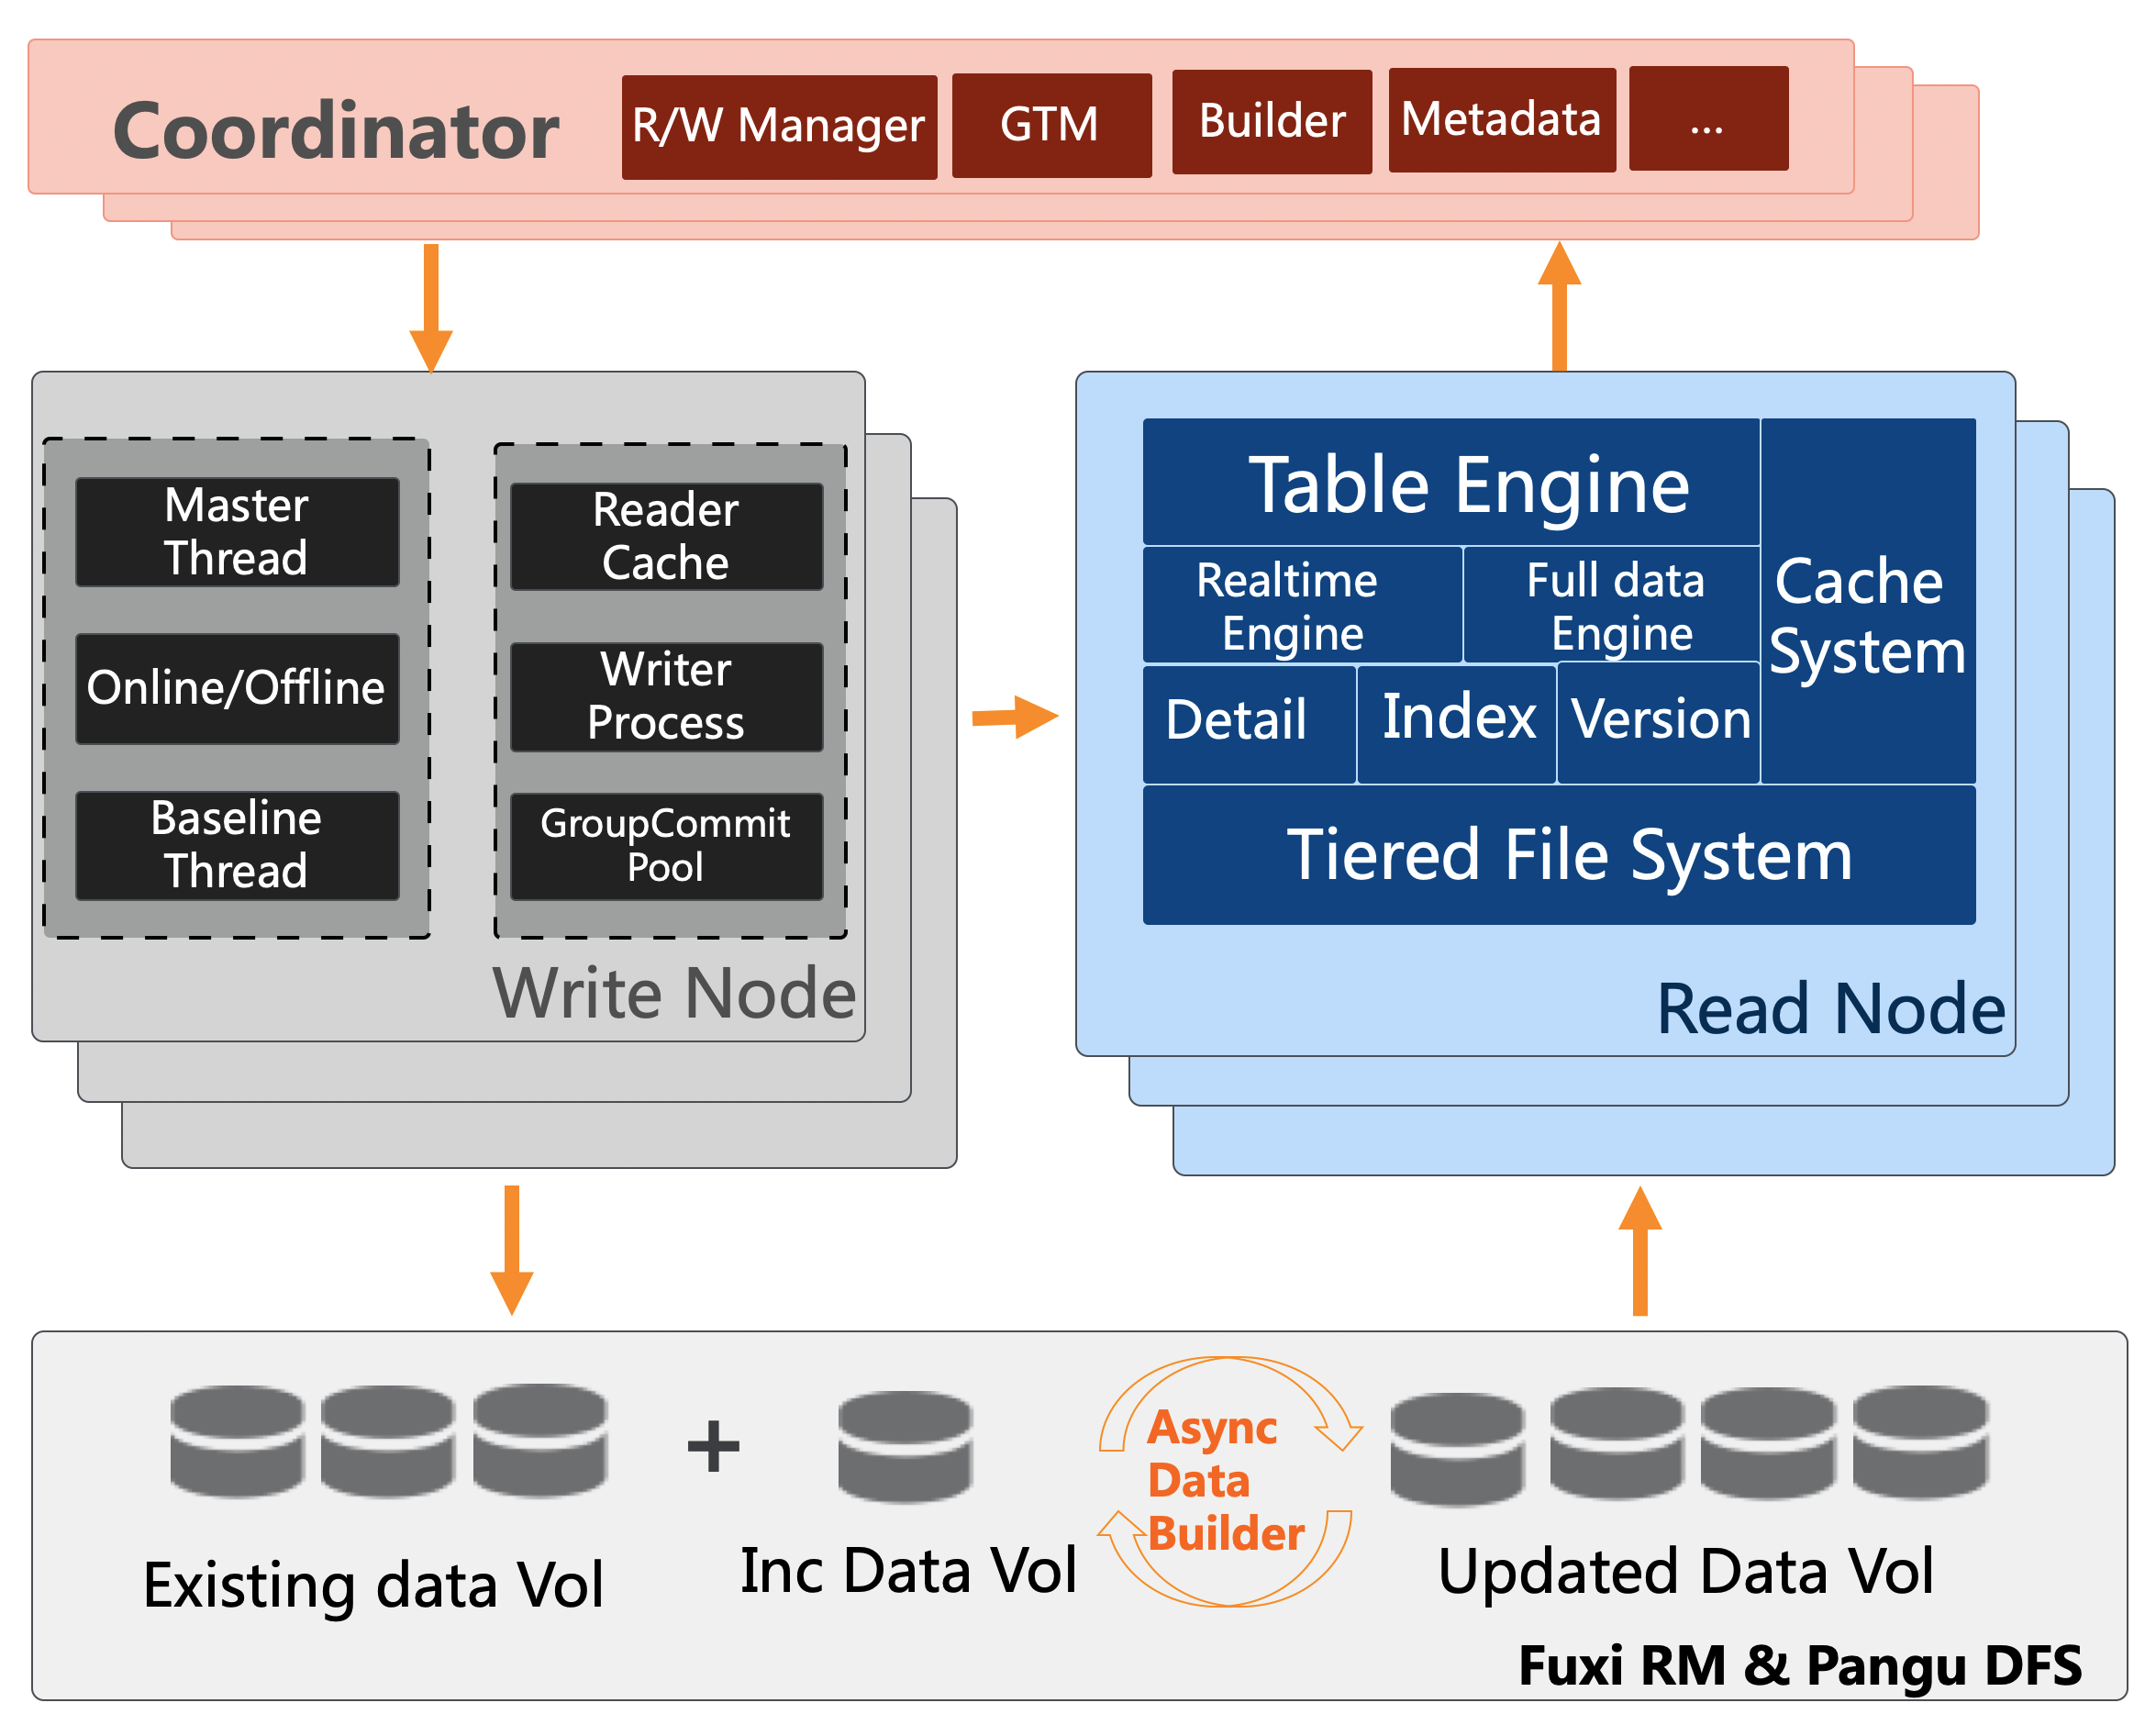 Coordinator
R/W Manager
GTM
Builder
Metadata
...
Master
Thread
Online/Offline
Baseline
Thread
Reader
Cache
Writer
Process
GroupCommit
Pool
Write Node
Table Engine
Realtime
Engine
Full data
Engine
Cache
System
Detail
Index
Version
Tiered File System
Read Node
Existing data Vol
+
Inc Data Vol
Async
Data
Builder
Updated Data Vol
Fuxi RM & Pangu DFS